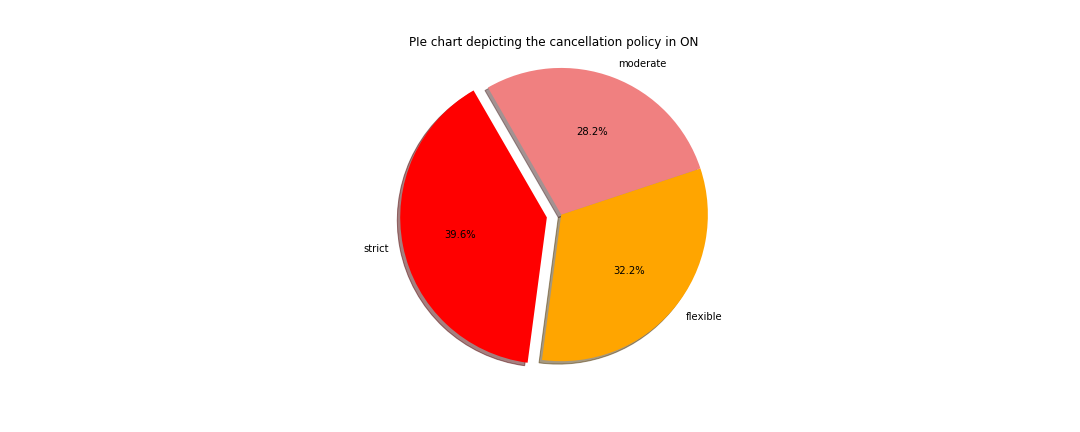 PIe chart depicting the cancellation policy in ON
moderate
28.2%
39.6%
strict
32.2%
flexible